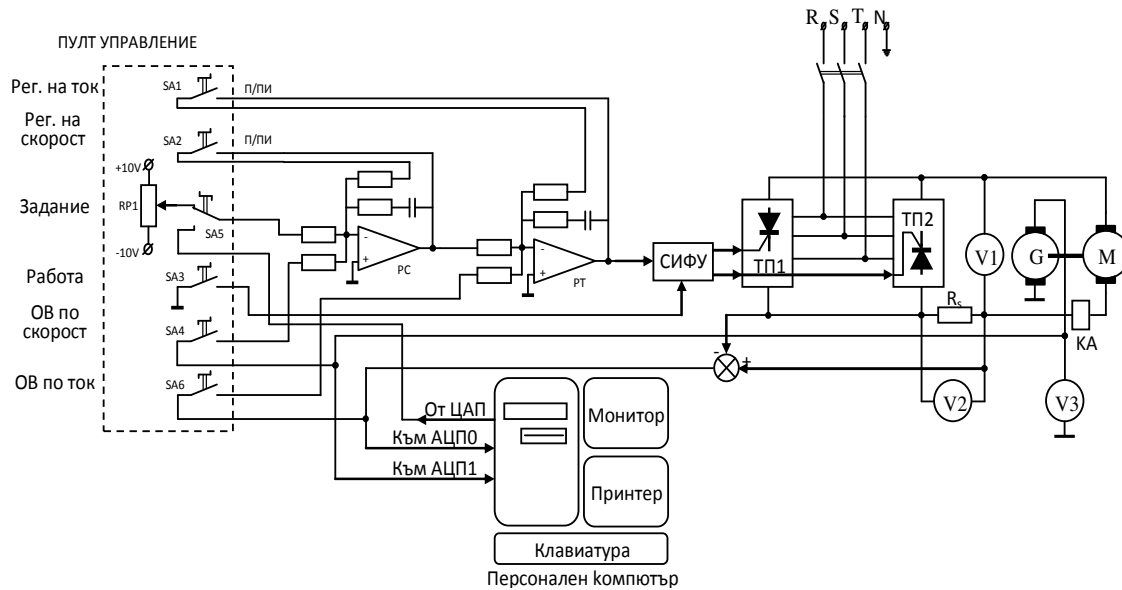 R S T N
ПУЛТ УПРАВЛЕНИЕ
Рег. на ток
SA1
П/ПИ
Рег. на
скорост
SA2
П/ПИ
+10V
RP1
-10V
Задание
SA5
-
+
РС
-
+
РТ
СИФУ
ТП1
ТП2
V1
G
M
Работа
SA3
ОВ по
скорост
SA4
Rs
КА
-
+
ОВ по ток
SA6
V2
V3
От ЦАП
Към АЦП0
Към АЦП1
Монитор
Принтер
Клавиатура
Персонален компютър